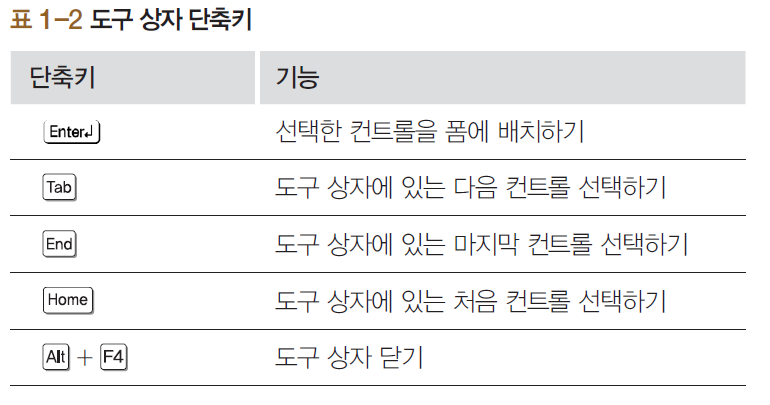 표 1-2 도구 상자 단축키
단축키 기능
Enter↲ 선택한 컨트롤을 폼에 배치하기
Tab 도구 상자에 있는 다음 컨트롤 선택하기
End 도구 상자에 있는 마지막 컨트롤 선택하기
Home 도구 상자에 있는 처음 컨트롤 선택하기
Alt + F4 도구 상자 닫기